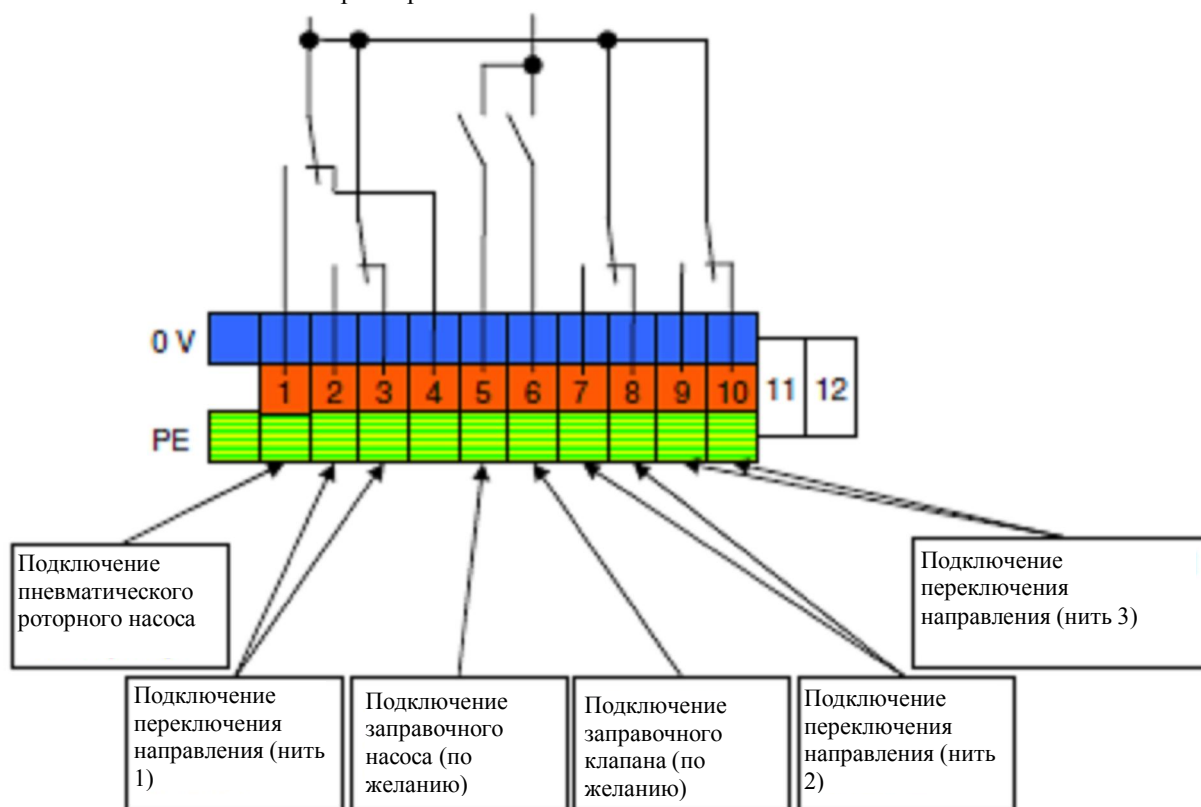 0 V
1 2 3 4 5 6 7 8 9 10 11 12
PE
Подключение
пневматического
роторного насоса
Подключение
переключения
направления (нить 3)
Подключение
переключения
направления (нить
1)
Подключение
заправочного
насоса (по
желанию)
Подключение
заправочного
клапана (по
желанию)
Подключение
переключения
направления (нить
2)